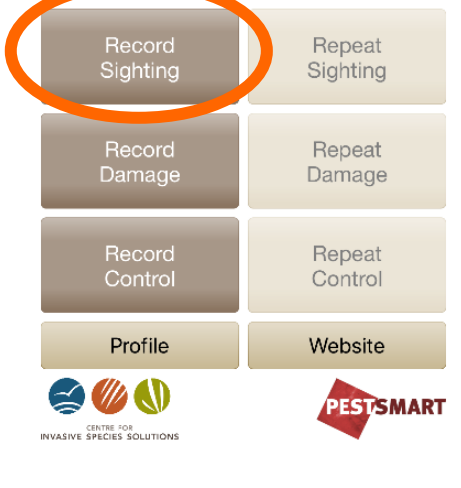 Record
Sighting
Repeat
Sighting
Record
Damage
Repeat
Damage
Record
Control
Repeat
Control
Profile
Website
CENTRE FOR
INVASIVE SPECIES SOLUTIONS
PESTSMART